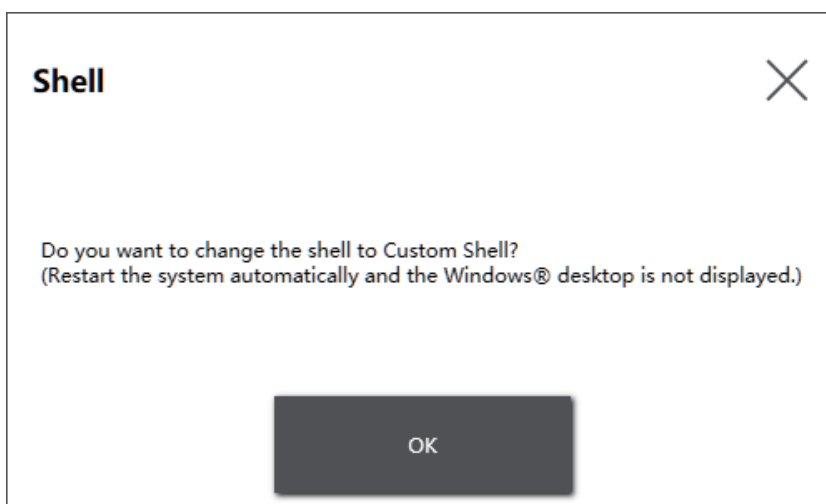 Shell
Do you want to change the shell to Custom Shell?
(Restart the system automatically and the Windows® desktop is not displayed.)
OK